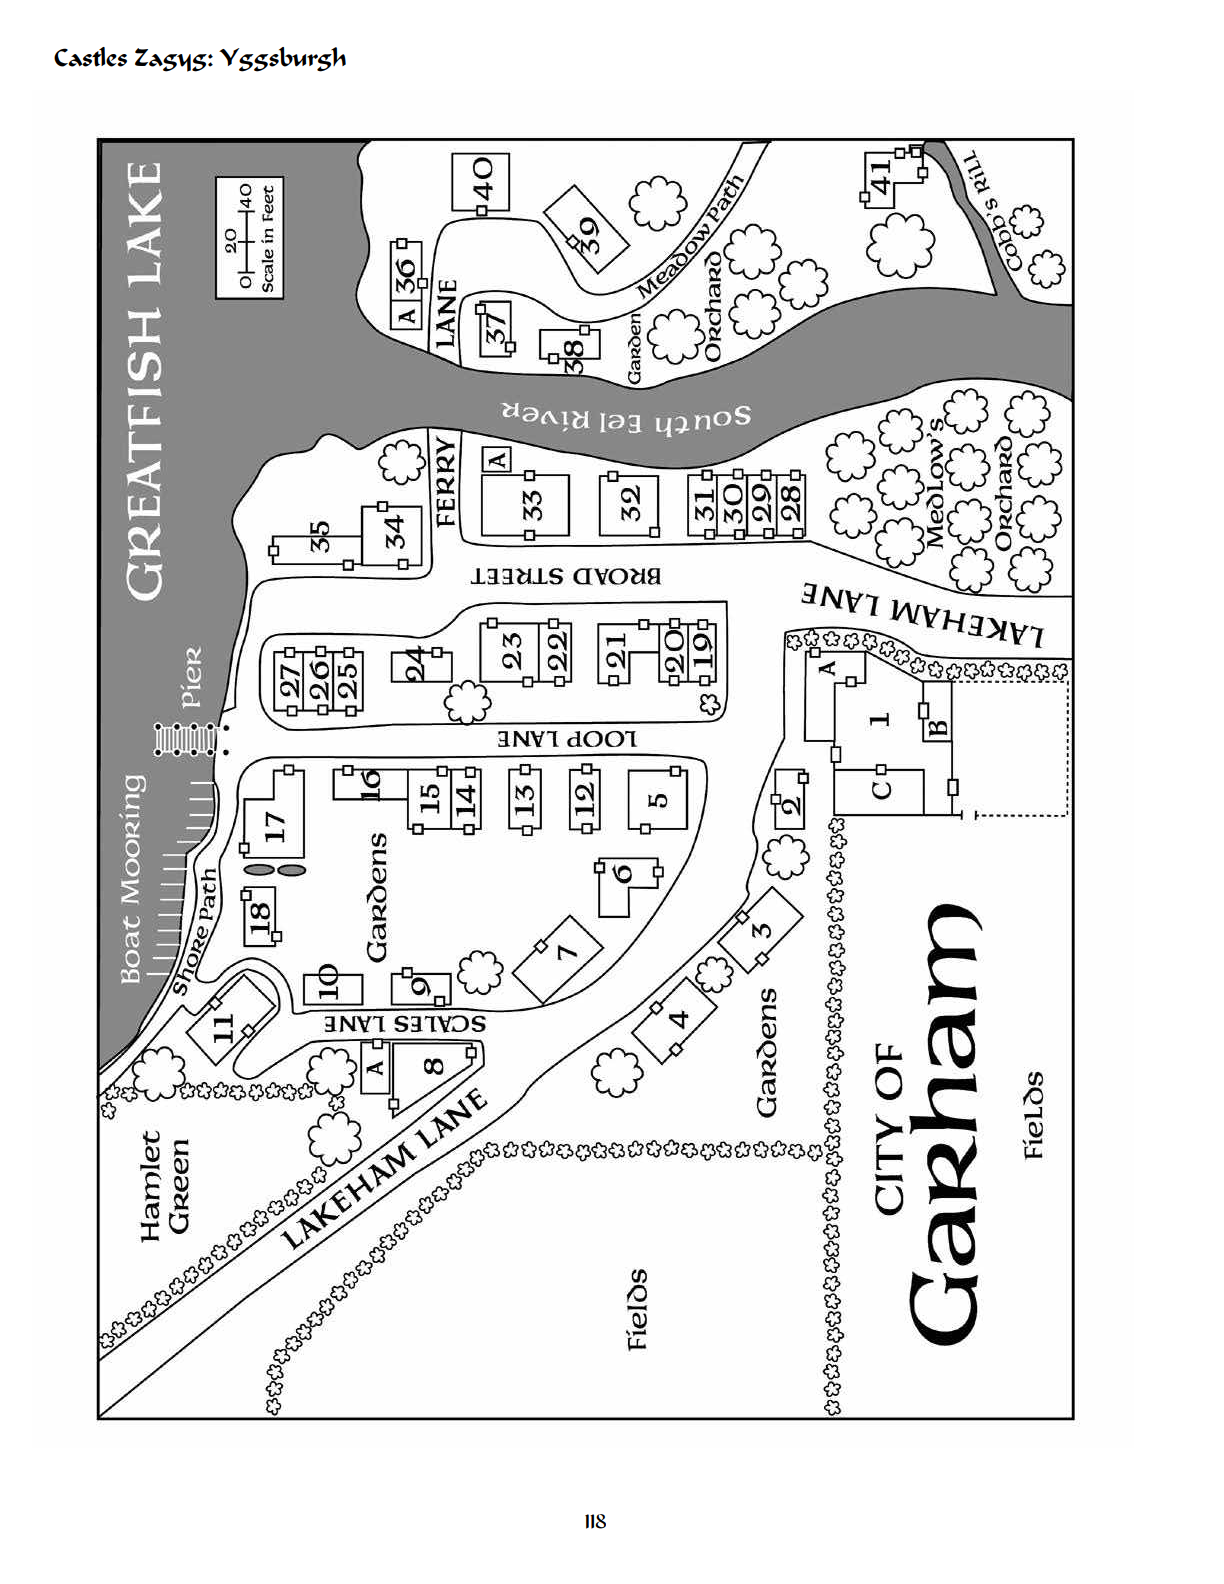 Castles Zagyg: Yggsburgh
GREATFISH LAKE
0 20 40
Scale in Feet
40
39
41
Cobb's Rill
Meadow Path
36
A
LANE
37
38
Garden
Orchard
South Eel River
FERRY
A
33
32
31
30
29
28
Medlow's
Orchard
35
34
BROAD STREET
LAKEHAM LANE
27
26
25
24
23
22
21
20
19
Pier
LOOP LANE
A
1
B
C
2
Boat Mooring
Shore Path
17
16
15
14
13
12
5
6
18
Gardens
7
3
10
9
11
SCALES LANE
4
A
8
Gardens
Hamlet
Green
LAKEHAM LANE
CITY OF
Garham
Fields
Fields
118